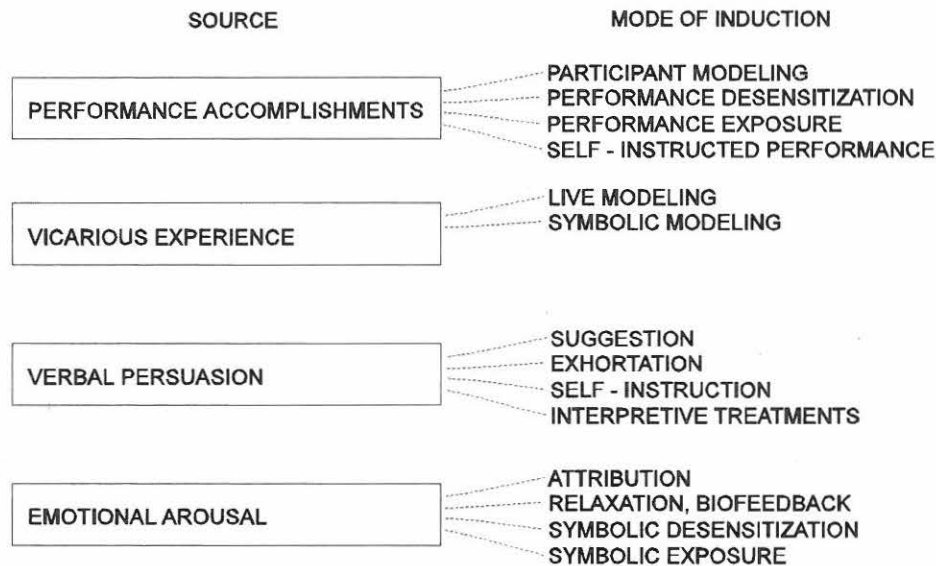 SOURCE
MODE OF INDUCTION
PERFORMANCE ACCOMPLISHMENTS
PARTICIPANT MODELING
PERFORMANCE DESENSITIZATION
PERFORMANCE EXPOSURE
SELF - INSTRUCTED PERFORMANCE
VICARIOUS EXPERIENCE
LIVE MODELING
SYMBOLIC MODELING
VERBAL PERSUASION
SUGGESTION
EXHORTATION
SELF - INSTRUCTION
INTERPRETIVE TREATMENTS
EMOTIONAL AROUSAL
ATTRIBUTION
RELAXATION, BIOFEEDBACK
SYMBOLIC DESENSITIZATION
SYMBOLIC EXPOSURE